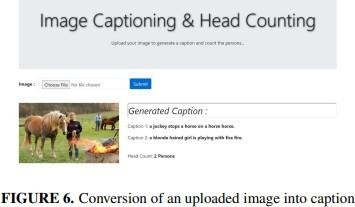 Image Captioning & Head Counting
Upload your image to generate a caption and count the persons...
Image : Choose File No file chosen Submit
Generated Caption :
Caption 1: a jockey stops a horse on a horse horse.
Caption 2: a blonde haired girl is playing with fire fire.
Head Count: 2 Persons
FIGURE 6. Conversion of an uploaded image into caption